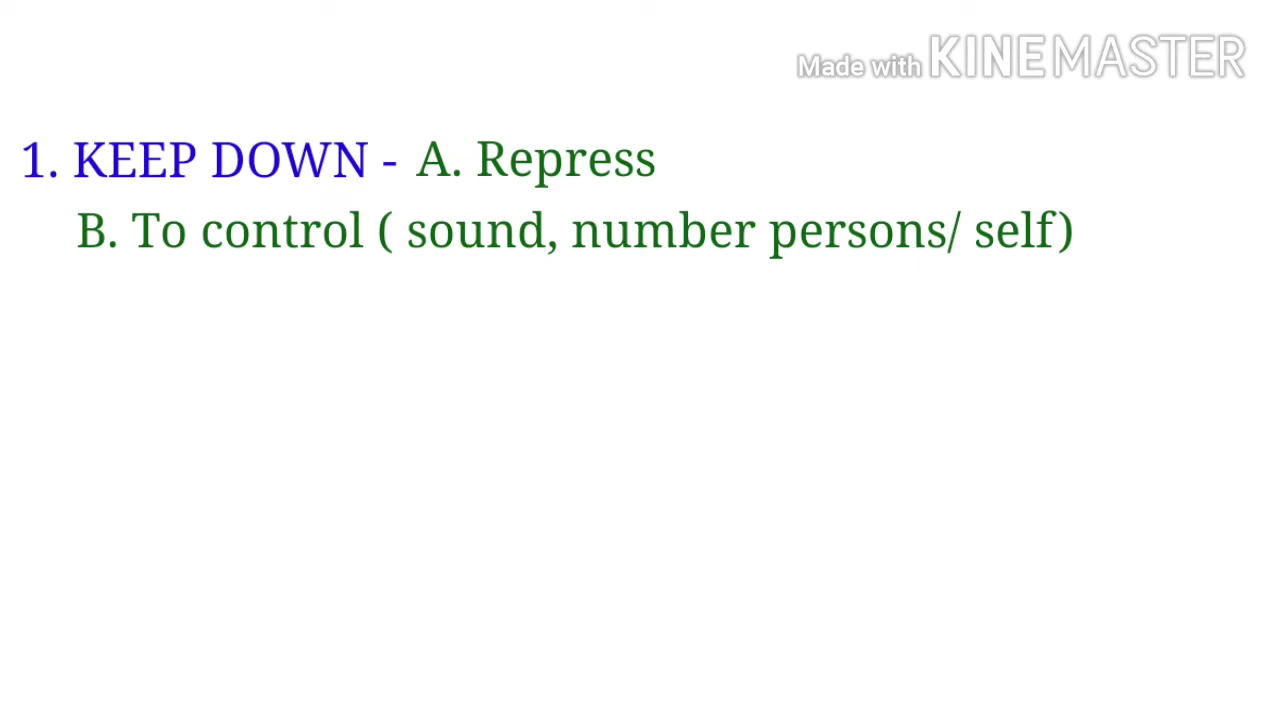 Made with KINEMASTER
1. KEEP DOWN - A. Repress
B. To control ( sound, number persons/ self)